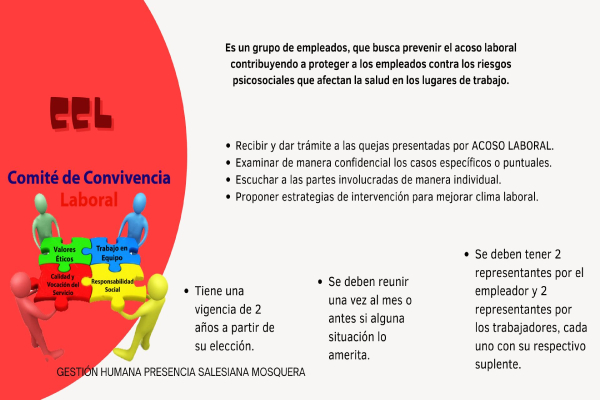 Es un grupo de empleados, que busca prevenir el acoso laboral
contribuyendo a proteger a los empleados contra los riesgos
psicosociales que afectan la salud en los lugares de trabajo.
CCL
• Recibir y dar trámite a las quejas presentadas por ACOSO LABORAL.
• Examinar de manera confidencial los casos específicos o puntuales.
• Escuchar a las partes involucradas de manera individual.
• Proponer estrategias de intervención para mejorar clima laboral.
Comité de Convivencia
Laboral
Valores
Éticos
Trabajo en
Equipo
Calidad y
Vocación del
Servicio
Responsabilidad
Social
• Tiene una
vigencia de 2
años a partir de
su elección.
• Se deben reunir
una vez al mes o
antes si alguna
situación lo
amerita.
• Se deben tener 2
representantes por el
empleador y 2
representantes por
los trabajadores, cada
uno con su respectivo
suplente.
GESTIÓN HUMANA PRESENCIA SALESIANA MOSQUERA